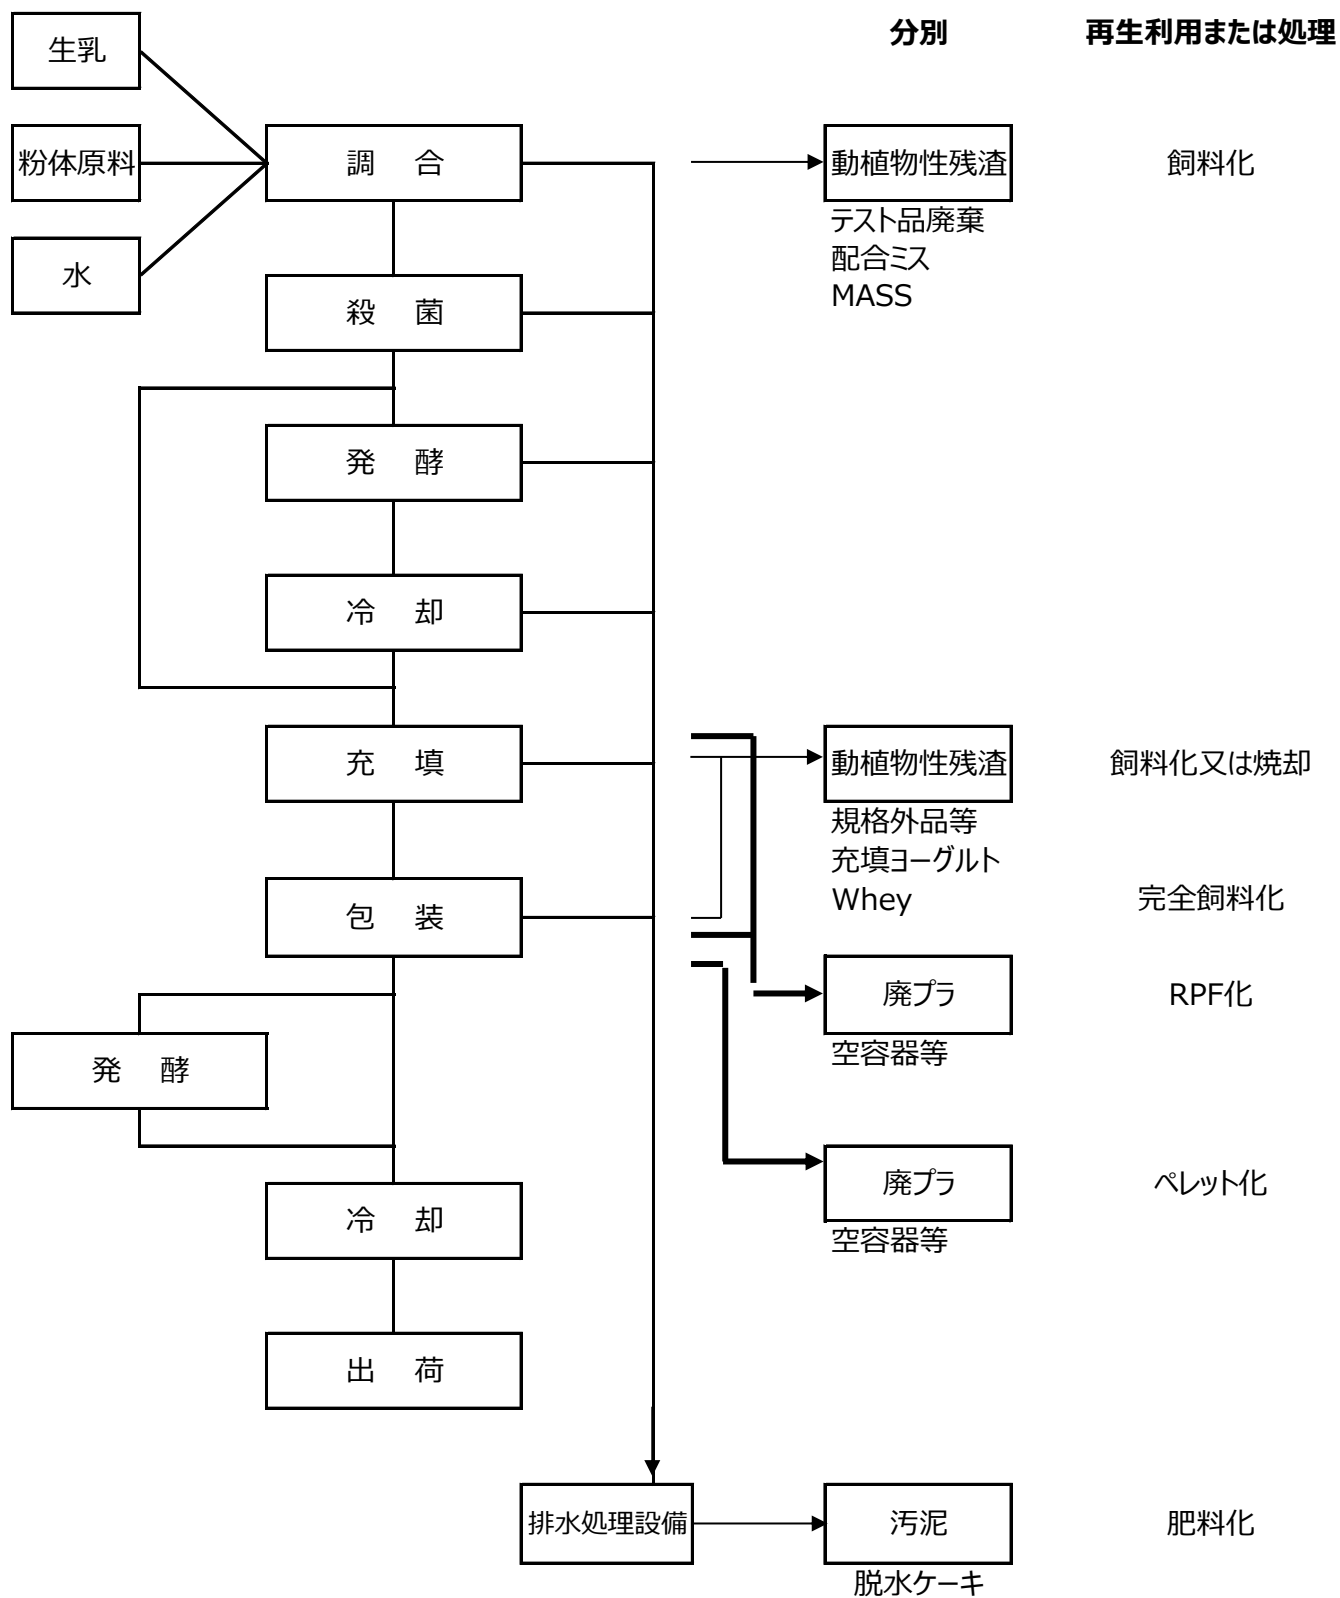 分別
再生利用または処理
生乳
粉体原料
水
調 合
殺 菌
発 酵
冷 却
充 填
包 装
発 酵
冷 却
出 荷
排水処理設備
動植物性残渣
テスト品廃棄
配合ミス
MASS
飼料化
動植物性残渣
規格外品等
充填ヨーグルト
Whey
飼料化又は焼却
完全飼料化
廃プラ
空容器等
RPF化
廃プラ
空容器等
ペレット化
汚泥
脱水ケーキ
肥料化